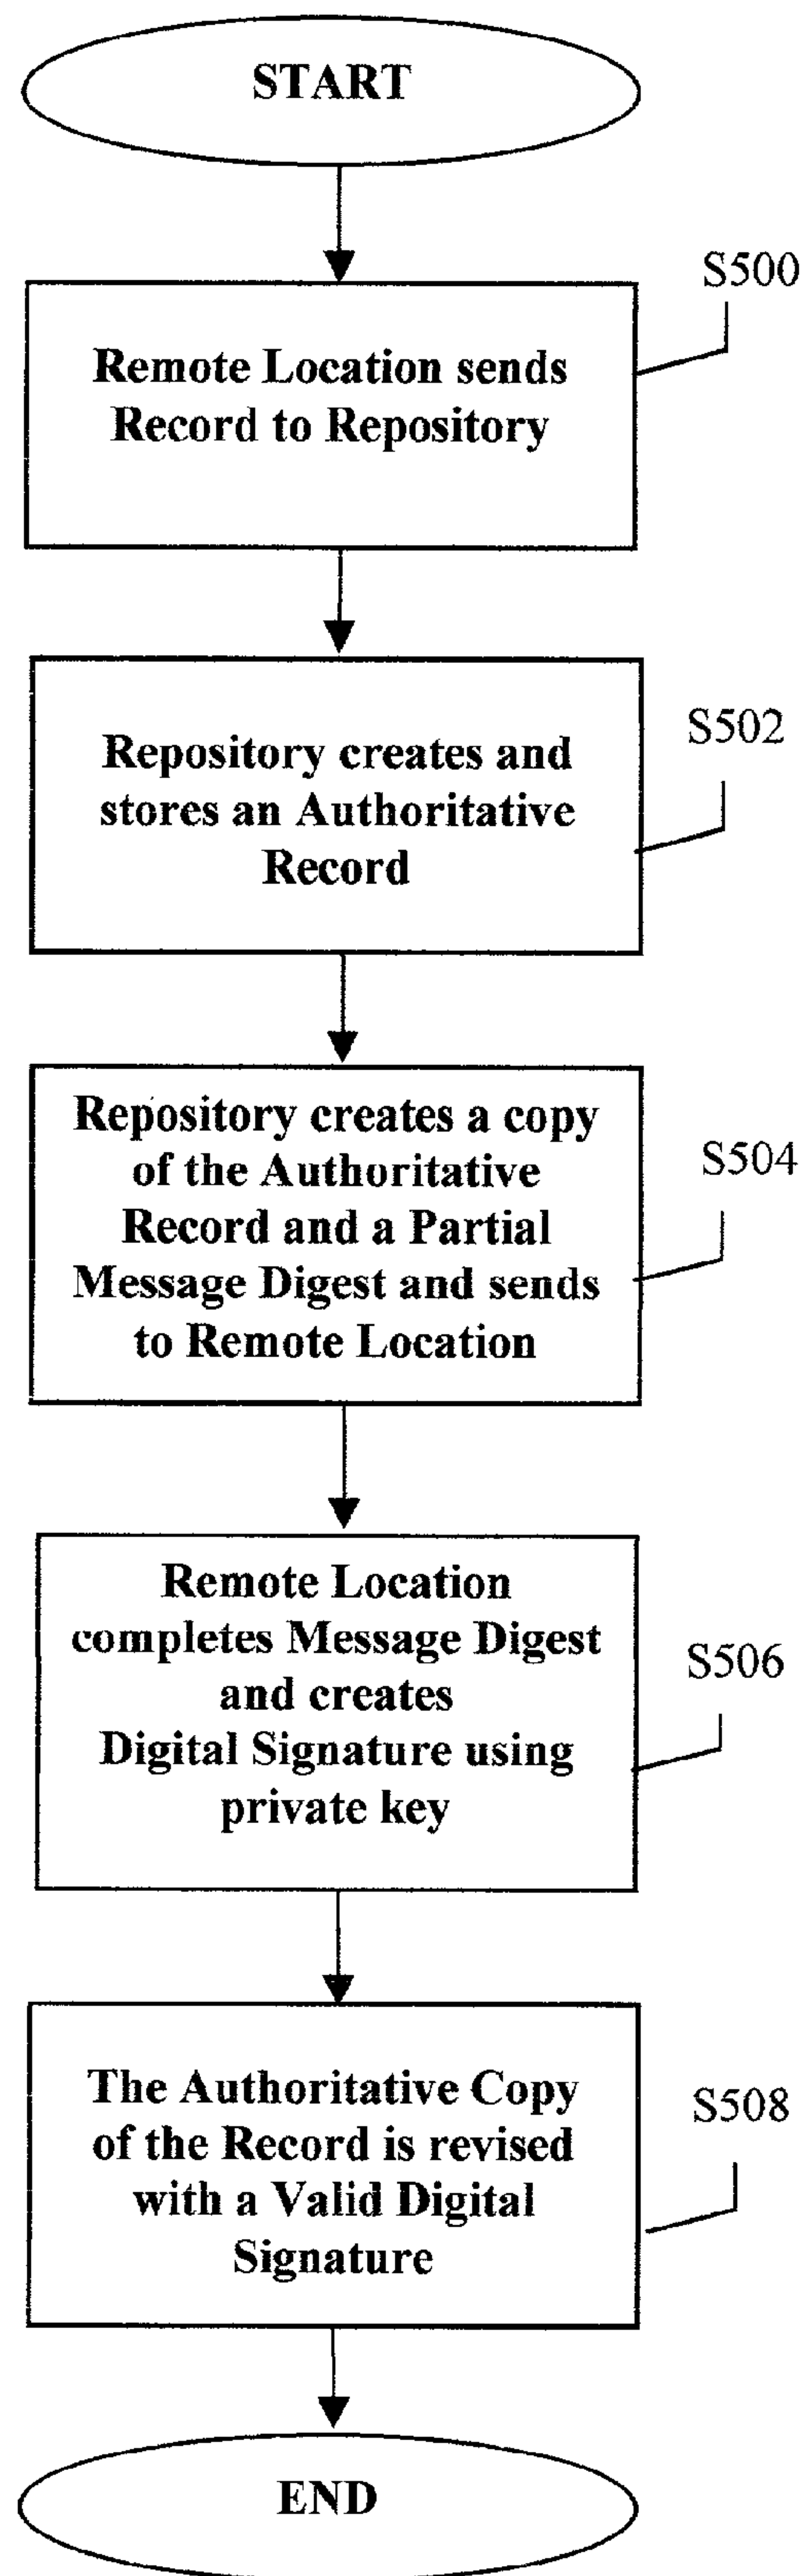 START
S500
Remote Location sends
Record to Repository
S502
Repository creates and
stores an Authoritative
Record
Repository creates a copy
of the Authoritative
Record and a Partial
Message Digest and sends
to Remote Location
S504
Remote Location
completes Message Digest
and creates
Digital Signature using
private key
S506
The Authoritative Copy
of the Record is revised
with a Valid Digital
Signature
S508
END